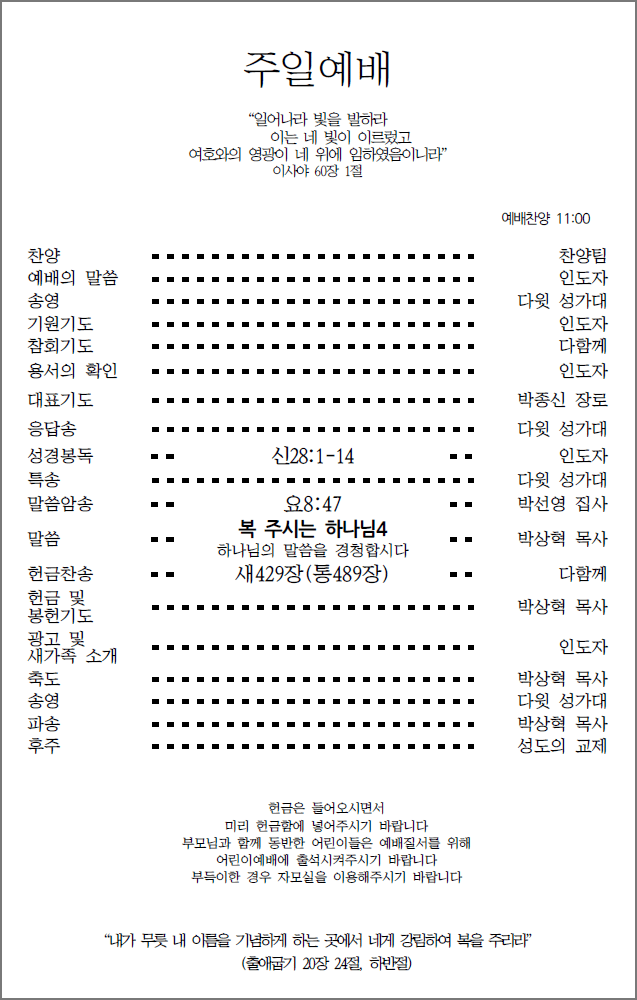 주일예배
“일어나라 빛을 발하라
이는 네 빛이 이르렀고
여호와의 영광이 네 위에 임하였음이니라”
이사야 60장 1절
예배찬양 11:00
찬양 찬양팀
예배의 말씀 인도자
송영 다윗 성가대
기원기도 인도자
참회기도 다함께
용서의 확인 인도자
대표기도 박종신 장로
응답송 다윗 성가대
성경봉독 신28:1-14 인도자
특송 다윗 성가대
말씀암송 요8:47 박선영 집사
복 주시는 하나님4
말씀 박상혁 목사
하나님의 말씀을 경청합시다
헌금찬송 새429장(통489장) 다함께
헌금 및
봉헌기도 박상혁 목사
광고 및
새가족 소개 인도자
축도 박상혁 목사
송영 다윗 성가대
파송 박상혁 목사
후주 성도의 교제
헌금은 들어오시면서
미리 헌금함에 넣어주시기 바랍니다
부모님과 함께 동반한 어린이들은 예배질서를 위해
어린이예배에 출석시켜주시기 바랍니다
부득이한 경우 자모실을 이용해주시기 바랍니다
“내가 무릇 내 이름을 기념하게 하는 곳에서 네게 강림하여 복을 주리라”
(출애굽기 20장 24절, 하반절)